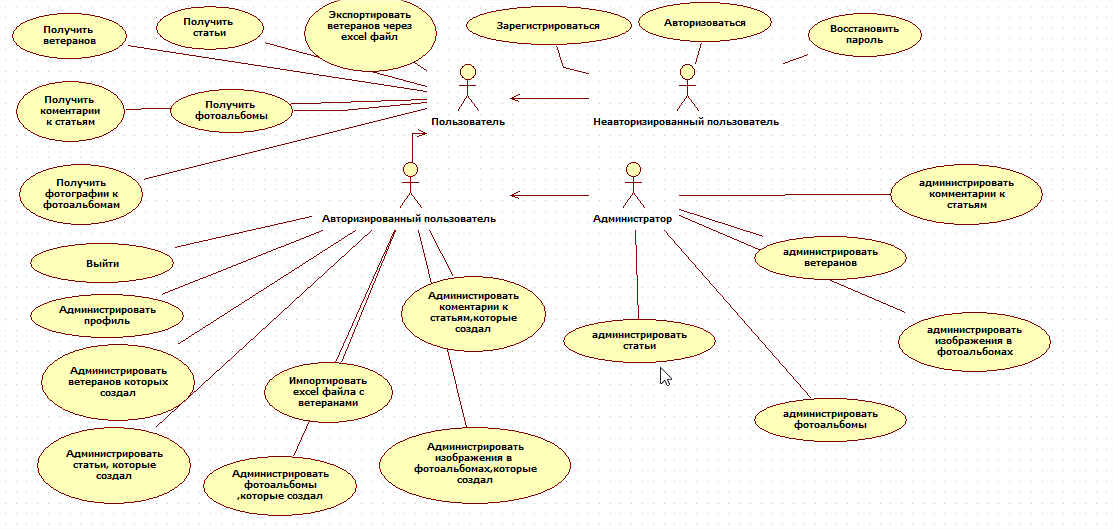 Получить
ветеранов
Получить
статьи
Экспортировать
ветеранов через
excel файл
Зарегистрироваться
Авторизоваться
Восстановить
пароль
Получить
коментарии
к статьям
Получить
фотоальбомы
Пользователь
Неавторизированный пользователь
Получить
фотографии к
фотоальбомам
Авторизированный пользователь
Администратор
администрировать
комментарии к
статьям
Выйти
администрировать
ветеранов
Администрировать
профиль
Администировать
коментарии к
статьям,которые
создал
администрировать
статьи
администрировать
изображения в
фотоальбомах
Администрировать
ветеранов которых
создал
Импортировать
excel файла с
ветеранами
администрировать
фотоальбомы
Администрировать
статьи, которые
создал
Администрировать
фотоальбомы
,которые создал
Администрировать
изображения в
фотоальбомах,которые
создал